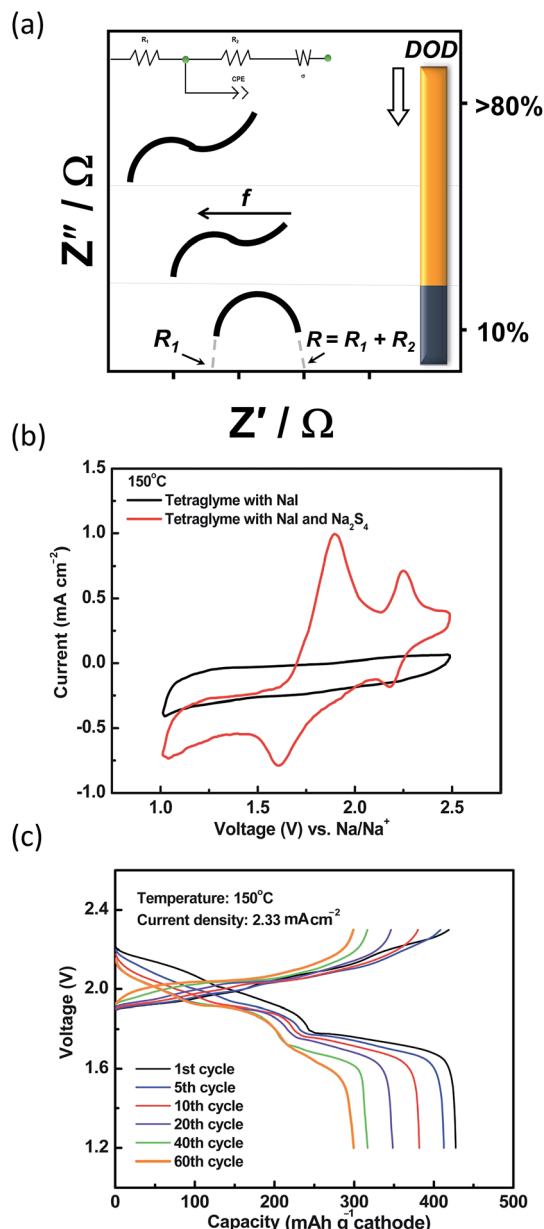 (a)
R₁
R₂
CPE
σ
DOD
>80%
f
Z″ / Ω
R₁
R = R₁ + R₂
10%
Z′ / Ω
(b)
1.5
150°C
Tetraglyme with NaI
1.0
Tetraglyme with NaI and Na₂S₄
0.5
0.0
-0.5
-1.0
Current (mA cm⁻²)
1.0 1.5 2.0 2.5
Voltage (V) vs. Na/Na⁺
(c)
Temperature: 150°C
Current density: 2.33 mA cm⁻²
2.4
2.0
1.6
1.2
Voltage (V)
1st cycle
5th cycle
10th cycle
20th cycle
40th cycle
60th cycle
0 100 200 300 400 500
Capacity (mAh g⁻¹cathode)